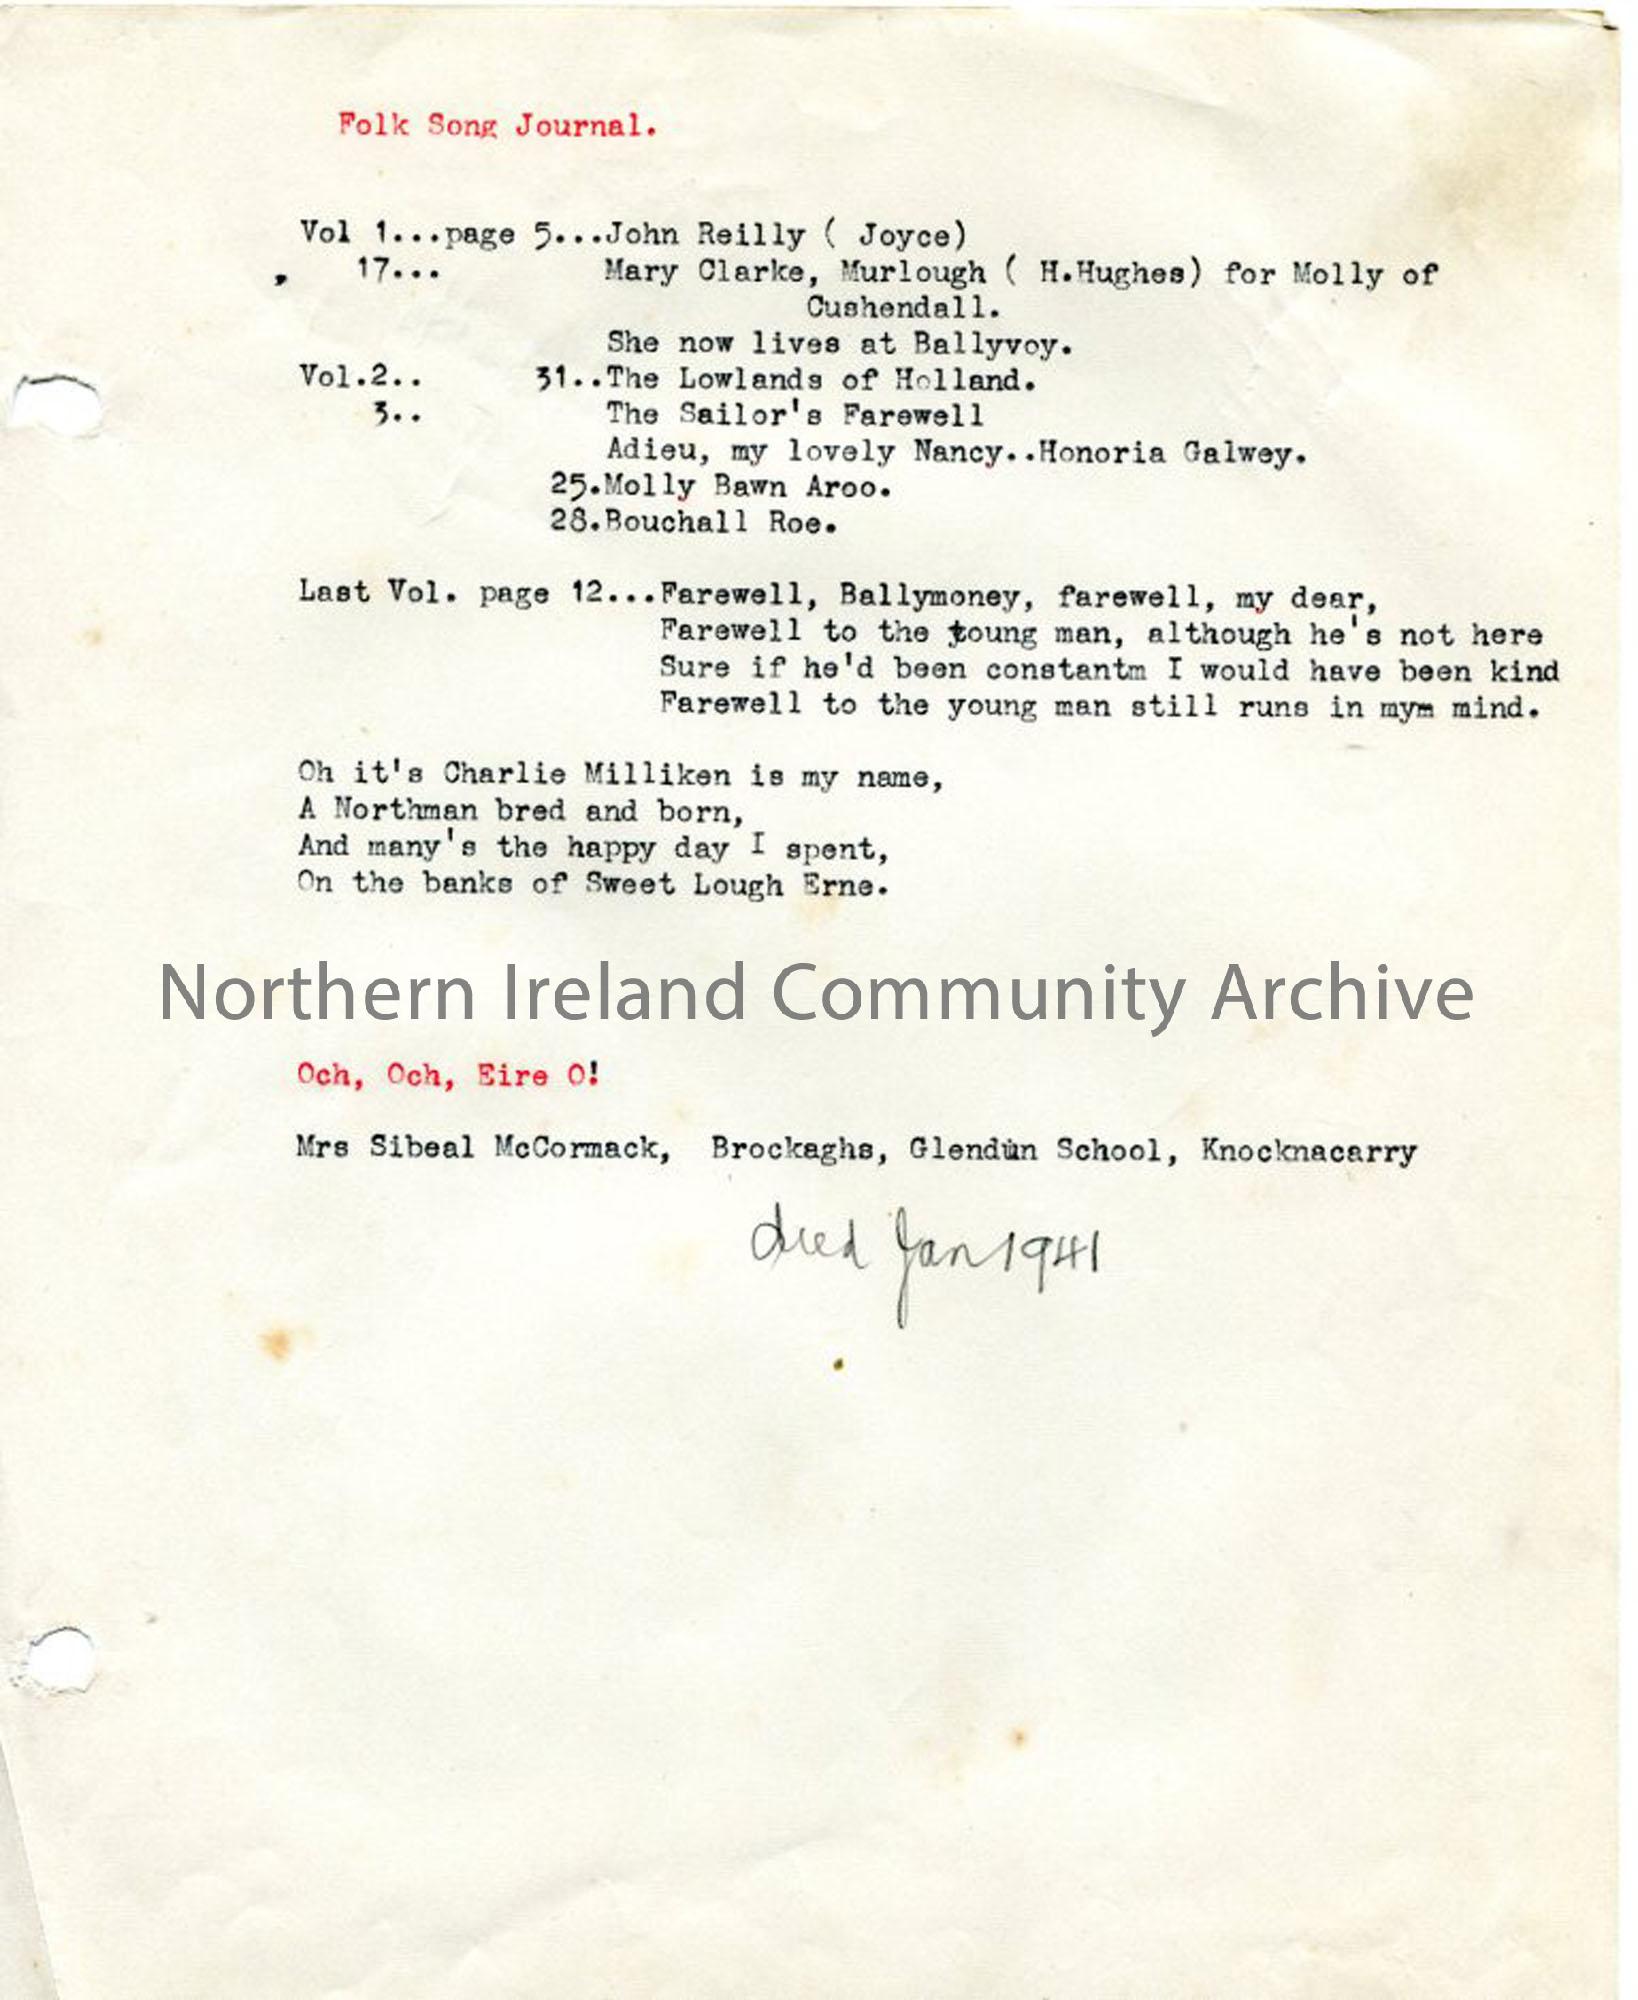 Folk Song Journal.
Vol 1...page 5...John Reilly ( Joyce)
, 17... Mary Clarke, Murlough ( H.Hughes) for Molly of
Cushendall.
She now lives at Ballyvoy.
Vol.2.. 31..The Lowlands of Holland.
3.. The Sailor's Farewell
Adieu, my lovely Nancy..Honoria Galwey.
25.Molly Bawn Aroo.
28.Bouchall Roe.
Last Vol. page 12...Farewell, Ballymoney, farewell, my dear,
Farewell to the toung man, although he's not here
Sure if he'd been constantm I would have been kind
Farewell to the young man still runs in mym mind.
Oh it's Charlie Milliken is my name,
A Northman bred and born,
And many's the happy day I spent,
On the banks of Sweet Lough Erne.
Northern Ireland Community Archive
Och, Och, Eire O!
Mrs Sibeal McCormack, Brockaghs, Glendun School, Knocknacarry
died Jan 1941